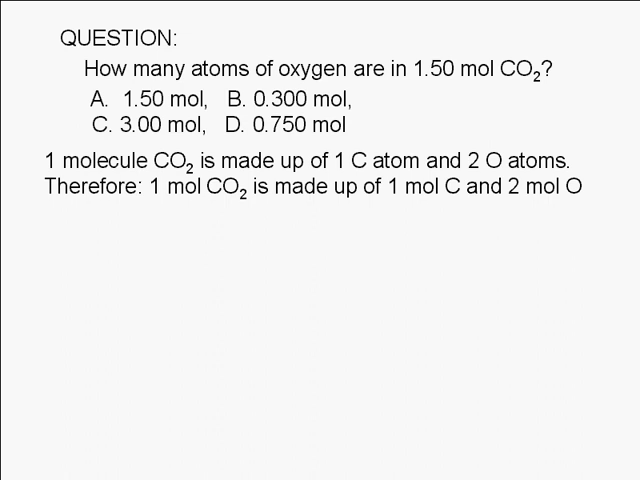 QUESTION:
How many atoms of oxygen are in 1.50 mol CO₂?
A. 1.50 mol, B. 0.300 mol,
C. 3.00 mol, D. 0.750 mol
1 molecule CO₂ is made up of 1 C atom and 2 O atoms.
Therefore: 1 mol CO₂ is made up of 1 mol C and 2 mol O